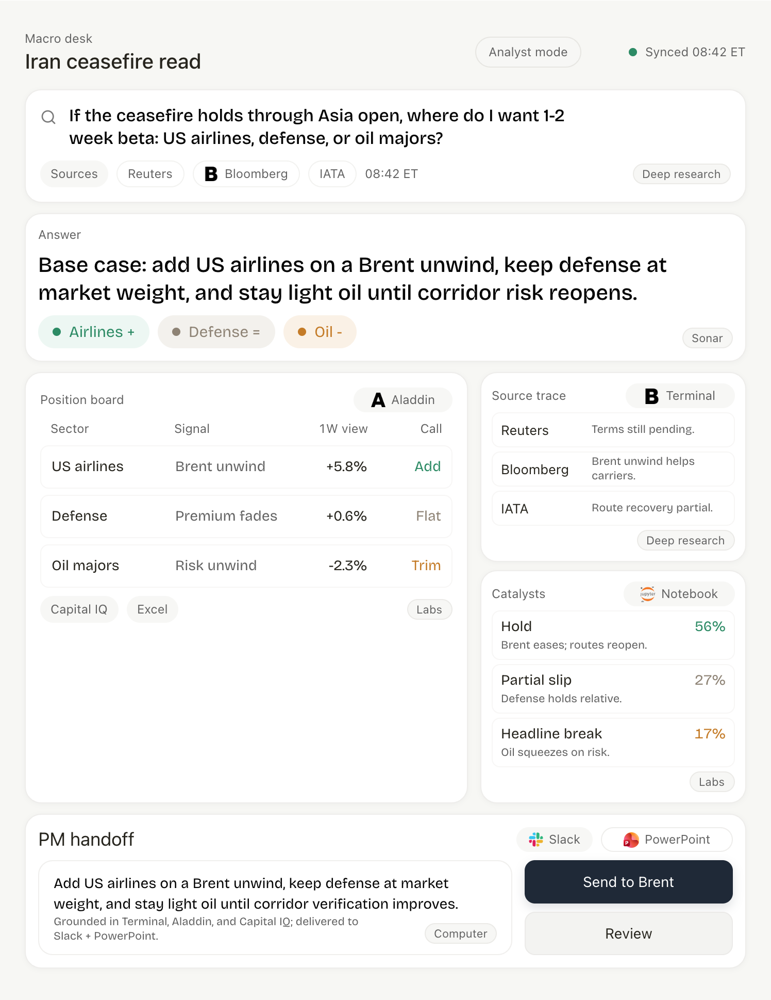 Macro desk
Iran ceasefire read
Analyst mode
Synced 08:42 ET
If the ceasefire holds through Asia open, where do I want 1-2
week beta: US airlines, defense, or oil majors?
Sources Reuters B Bloomberg IATA 08:42 ET
Deep research
Answer
Base case: add US airlines on a Brent unwind, keep defense at
market weight, and stay light oil until corridor risk reopens.
Airlines + Defense = Oil -
Sonar
Position board
A Aladdin
Sector Signal 1W view Call
US airlines Brent unwind +5.8% Add
Defense Premium fades +0.6% Flat
Oil majors Risk unwind -2.3% Trim
Capital IQ Excel Labs
Source trace
B Terminal
Reuters Terms still pending.
Bloomberg Brent unwind helps
carriers.
IATA Route recovery partial.
Deep research
Catalysts
jupyter Notebook
Hold 56%
Brent eases; routes reopen.
Partial slip 27%
Defense holds relative.
Headline break 17%
Oil squeezes on risk.
Labs
PM handoff
Slack
P PowerPoint
Add US airlines on a Brent unwind, keep defense at market
weight, and stay light oil until corridor verification improves.
Grounded in Terminal, Aladdin, and Capital IQ; delivered to
Slack + PowerPoint.
Computer
Send to Brent
Review